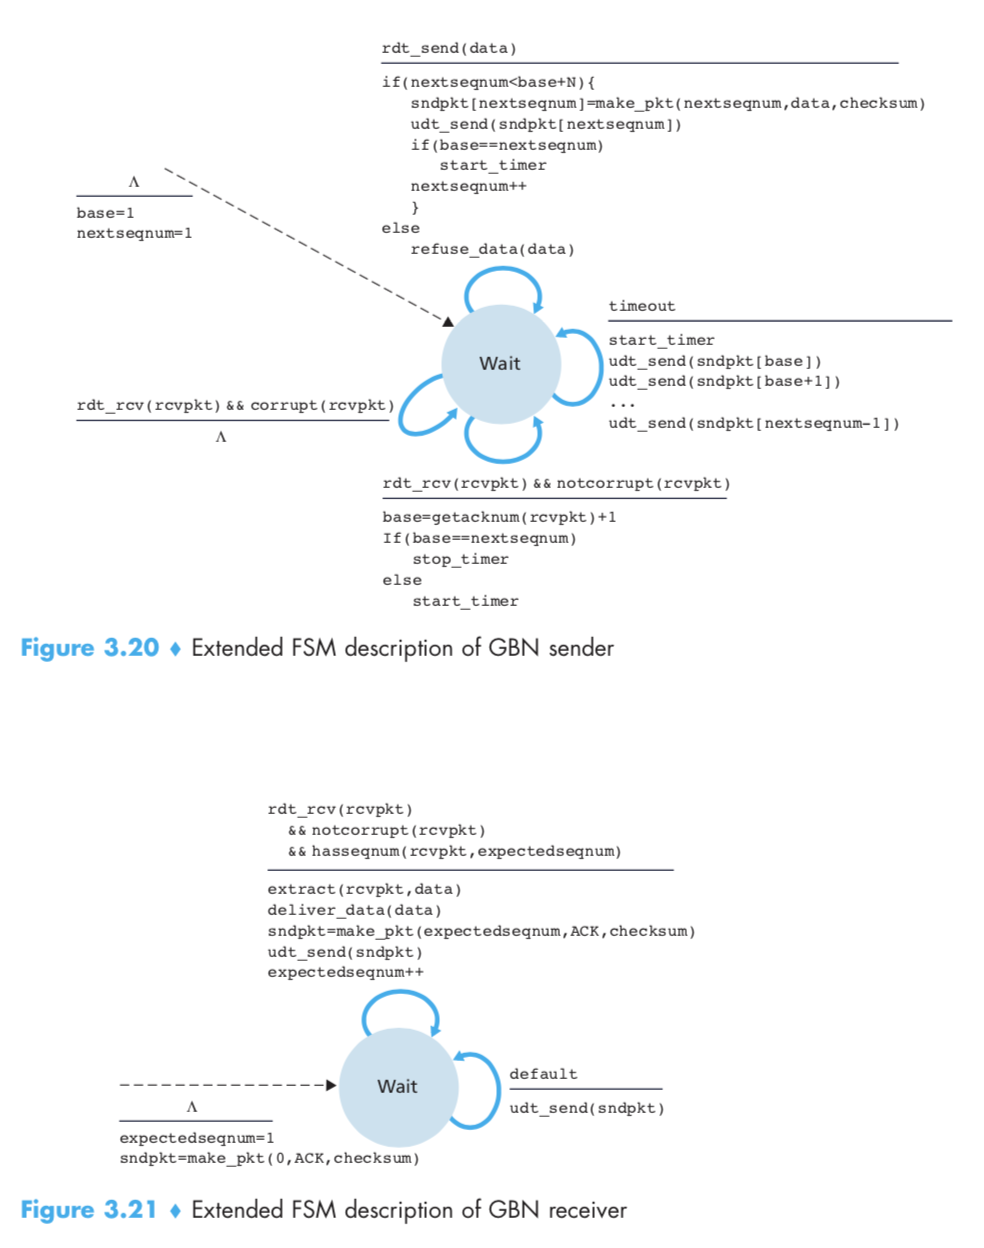 rdt_send(data)
if(nextseqnum<base+N){
sndpkt[nextseqnum]=make_pkt(nextseqnum,data,checksum)
udt_send(sndpkt[nextseqnum])
if(base==nextseqnum)
start_timer
nextseqnum++
}
else
refuse_data(data)
Λ
base=1
nextseqnum=1
Wait
timeout
start_timer
udt_send(sndpkt[base])
udt_send(sndpkt[base+1])
...
udt_send(sndpkt[nextseqnum-1])
rdt_rcv(rcvpkt) && corrupt(rcvpkt)
Λ
rdt_rcv(rcvpkt) && notcorrupt(rcvpkt)
base=getacknum(rcvpkt)+1
If(base==nextseqnum)
stop_timer
else
start_timer
Figure 3.20 ♦ Extended FSM description of GBN sender
rdt_rcv(rcvpkt)
&& notcorrupt(rcvpkt)
&& hasseqnum(rcvpkt,expectedseqnum)
extract(rcvpkt,data)
deliver_data(data)
sndpkt=make_pkt(expectedseqnum,ACK,checksum)
udt_send(sndpkt)
expectedseqnum++
Wait
default
udt_send(sndpkt)
Λ
expectedseqnum=1
sndpkt=make_pkt(0,ACK,checksum)
Figure 3.21 ♦ Extended FSM description of GBN receiver